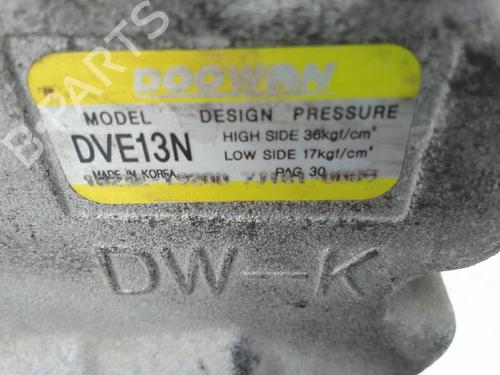 DOOWON
MODEL DESIGN PRESSURE
DVE13N HIGH SIDE 36kgf/cm²
LOW SIDE 17kgf/cm²
MADE IN KOREA PAG 30
DW-K